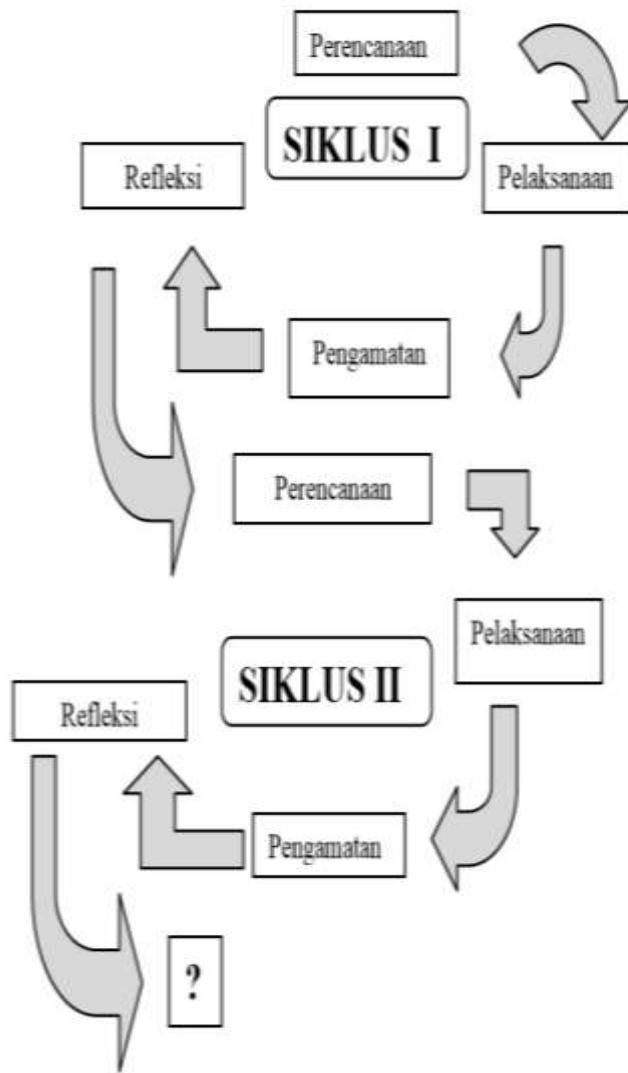 Perencanaan
SIKLUS I
Refleksi
Pelaksanaan
Pengamatan
Perencanaan
Pelaksanaan
SIKLUS II
Refleksi
Pengamatan
?